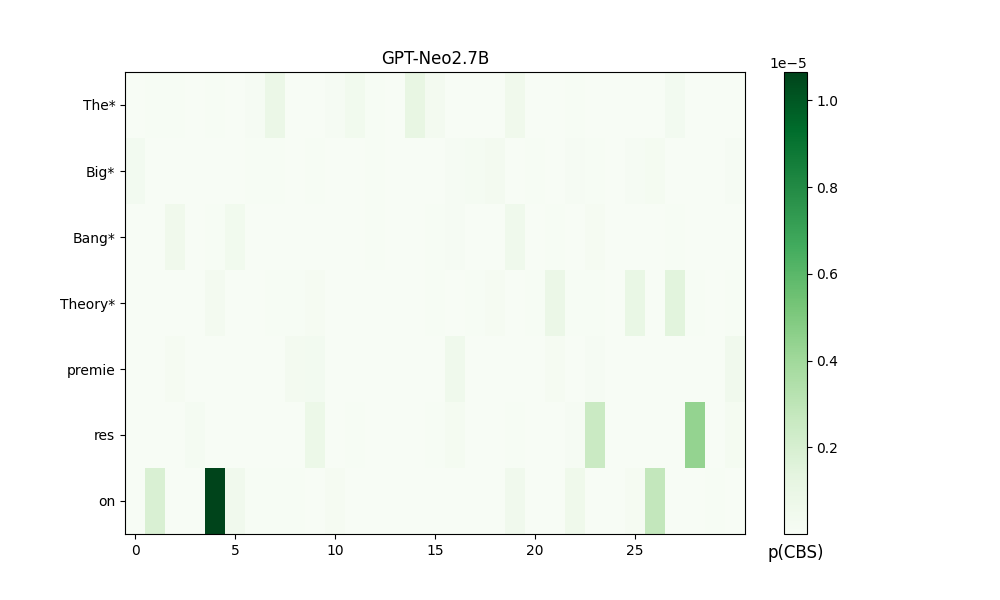 GPT-Neo2.7B
1e−5
The*
Big*
Bang*
Theory*
premie
res
on
0 5 10 15 20 25
1.0
0.8
0.6
0.4
0.2
p(CBS)